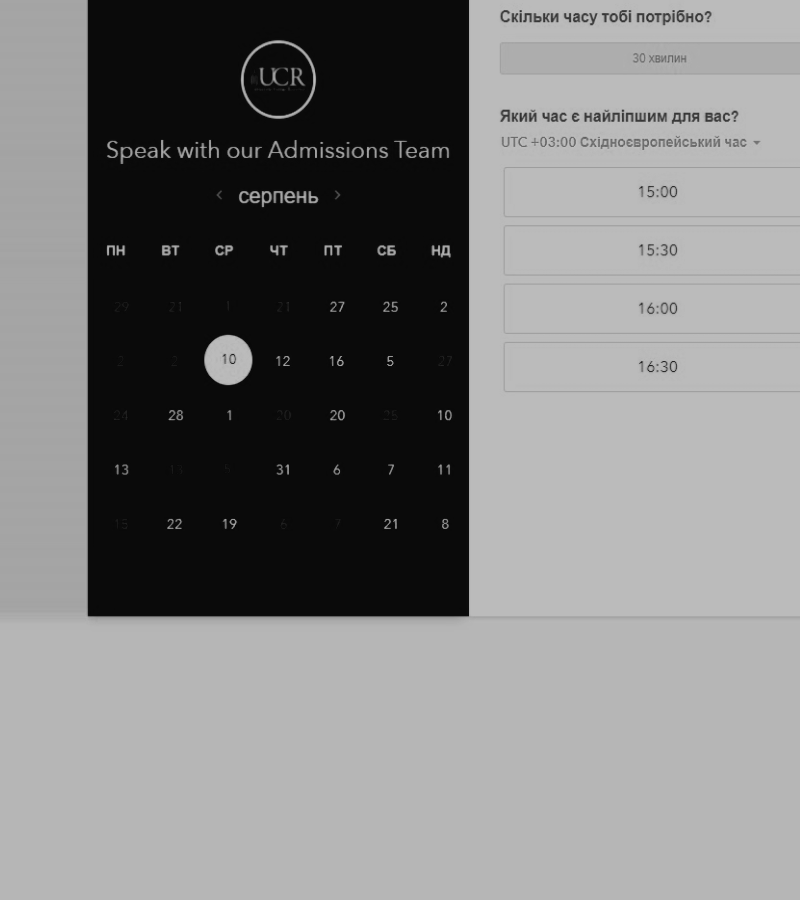 UCR
Speak with our Admissions Team
серпень
ПН ВТ СР ЧТ ПТ СБ НД
29 21 1 21 27 25 2
2 2 10 12 16 5 27
24 28 1 20 20 25 10
13 31 6 7 11
15 22 19 6 7 21 8
Скільки часу тобі потрібно?
30 хвилин
Який час є найліпшим для вас?
UTC +03:00 Східноєвропейський час
15:00
15:30
16:00
16:30